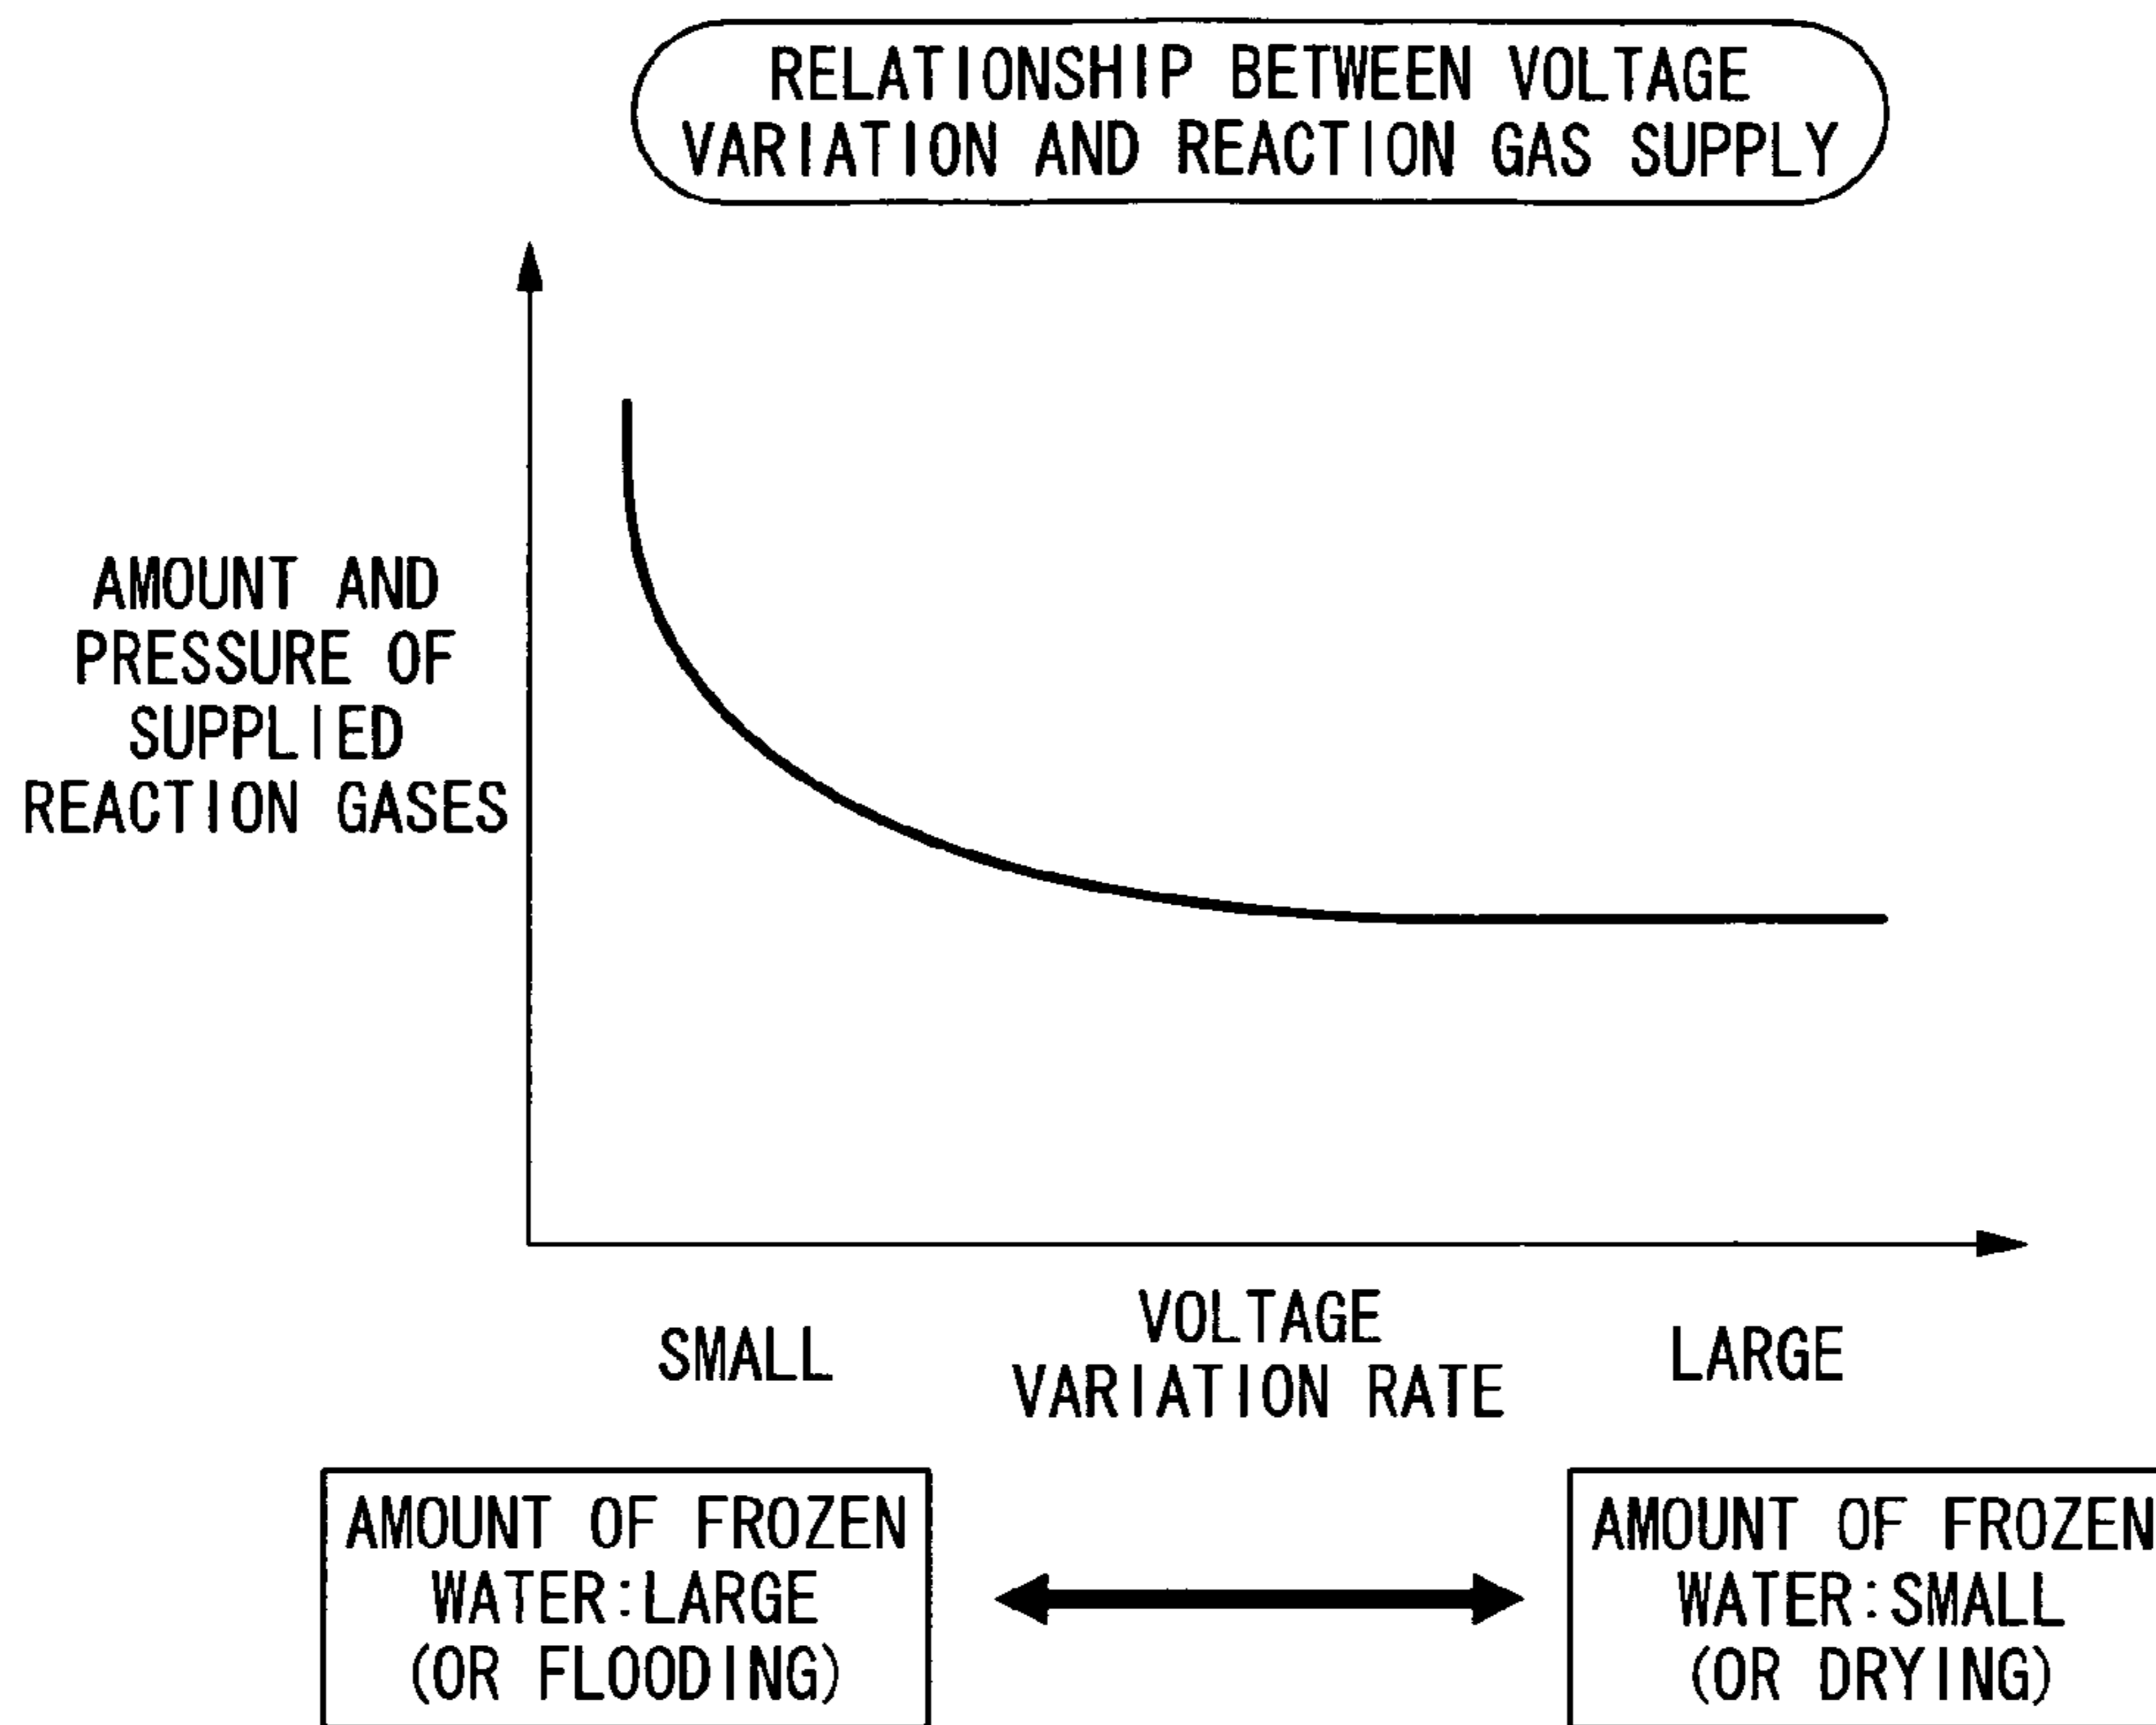 RELATIONSHIP BETWEEN VOLTAGE
VARIATION AND REACTION GAS SUPPLY
AMOUNT AND
PRESSURE OF
SUPPLIED
REACTION GASES
SMALL
VOLTAGE
VARIATION RATE
LARGE
AMOUNT OF FROZEN
WATER:LARGE
(OR FLOODING)
AMOUNT OF FROZEN
WATER:SMALL
(OR DRYING)